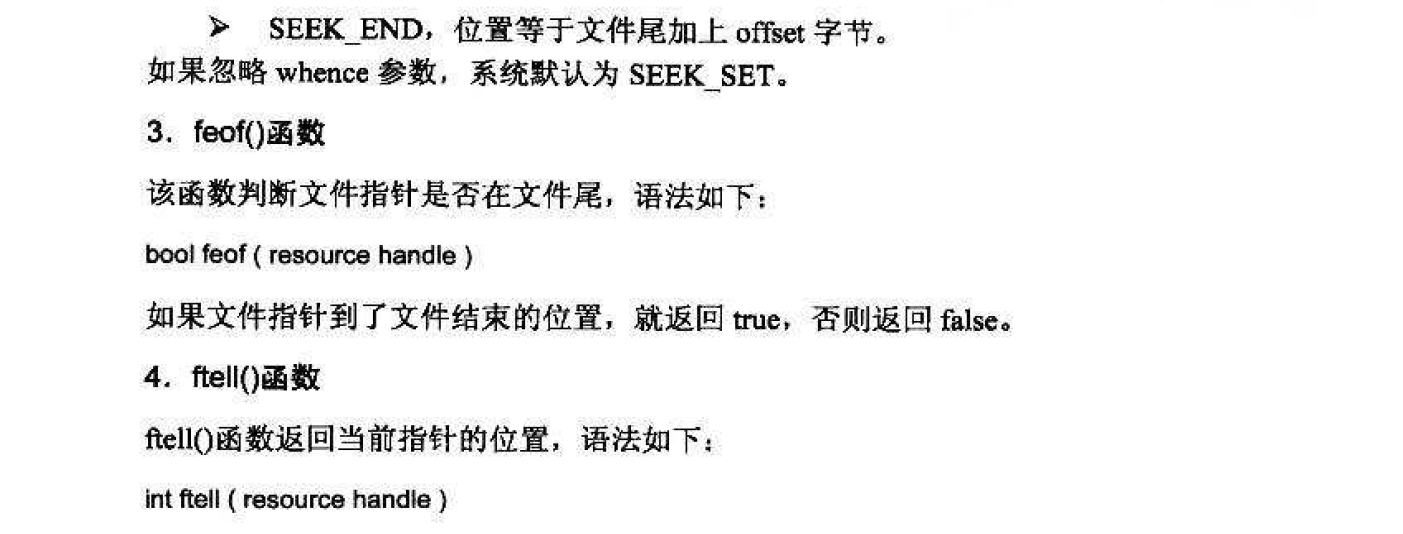 ➢ SEEK_END，位置等于文件尾加上 offset 字节。
如果忽略 whence 参数，系统默认为 SEEK_SET。
3．feof()函数
该函数判断文件指针是否在文件尾，语法如下：
bool feof ( resource handle )
如果文件指针到了文件结束的位置，就返回 true，否则返回 false。
4．ftell()函数
ftell()函数返回当前指针的位置，语法如下：
int ftell ( resource handle )